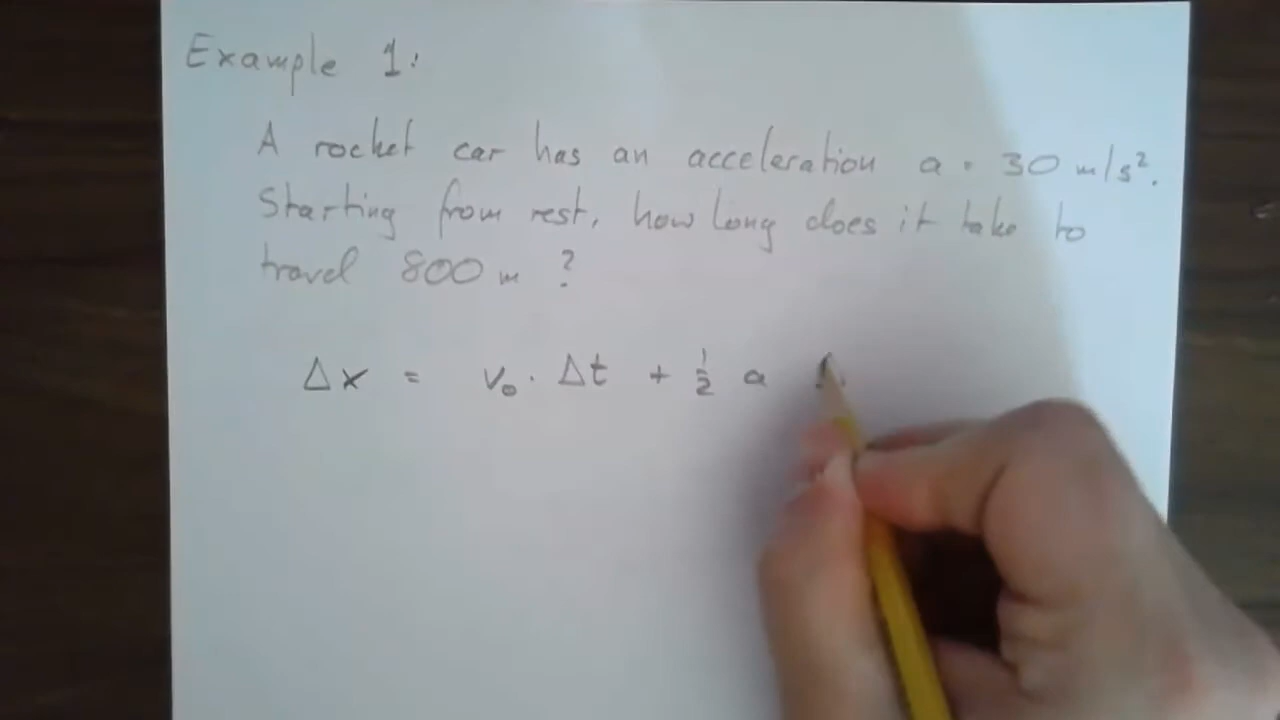 Example 1:
A rocket car has an acceleration a = 30 m/s².
Starting from rest, how long does it take to
travel 800 m ?
Δx = v₀ · Δt + ½ a